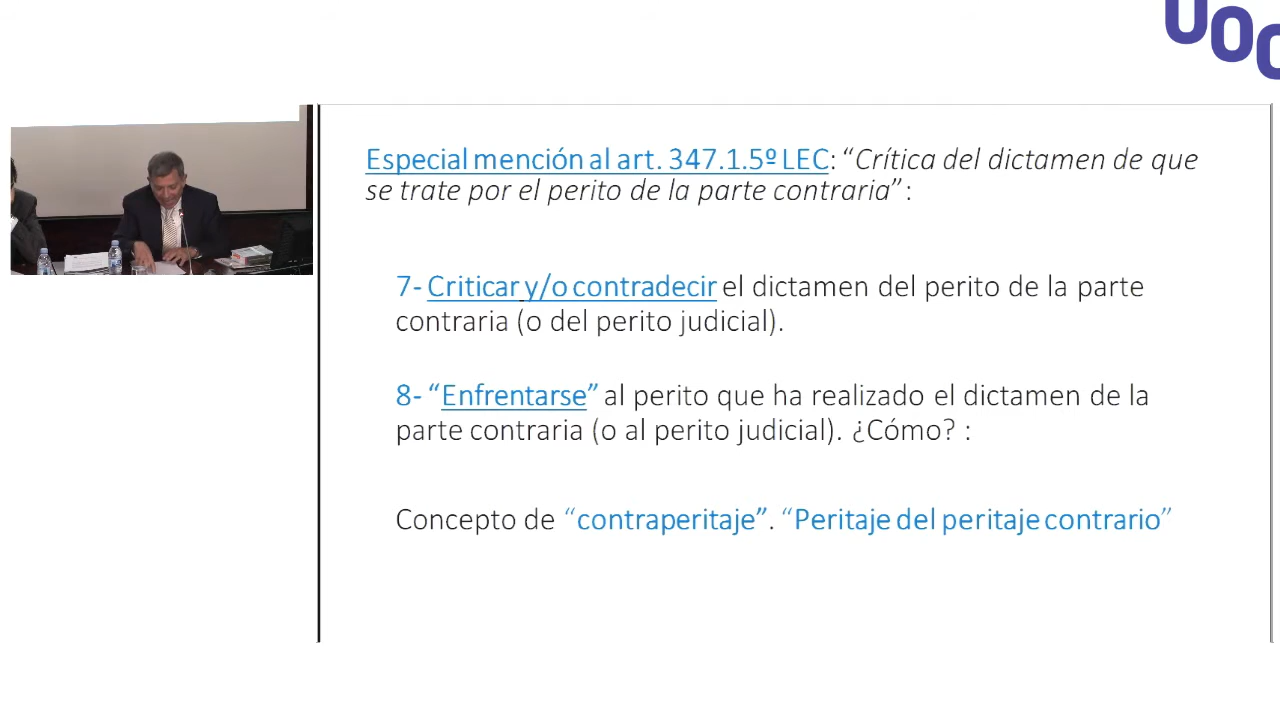 UOC
Especial mención al art. 347.1.5º LEC: “Crítica del dictamen de que
se trate por el perito de la parte contraria”:
7- Criticar y/o contradecir el dictamen del perito de la parte
contraria (o del perito judicial).
8- “Enfrentarse” al perito que ha realizado el dictamen de la
parte contraria (o al perito judicial). ¿Cómo? :
Concepto de “contraperitaje”. “Peritaje del peritaje contrario”